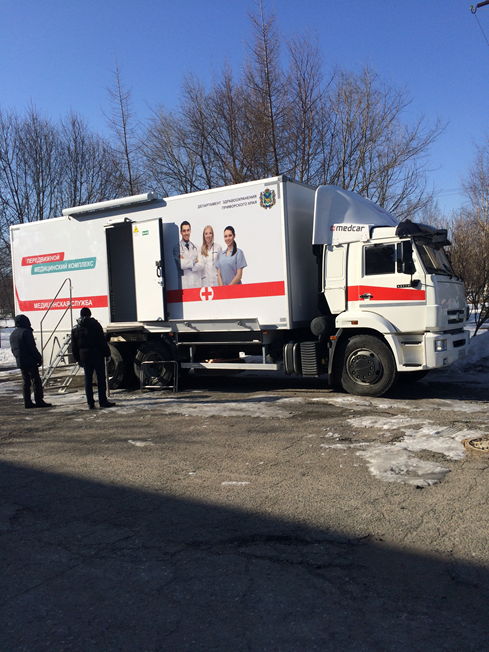 ДЕПАРТАМЕНТ ЗДРАВООХРАНЕНИЯ
ПРИМОРСКОГО КРАЯ
medcar
ПЕРЕДВИЖНОЙ
МЕДИЦИНСКИЙ КОМПЛЕКС
МЕДИЦИНСКАЯ СЛУЖБА